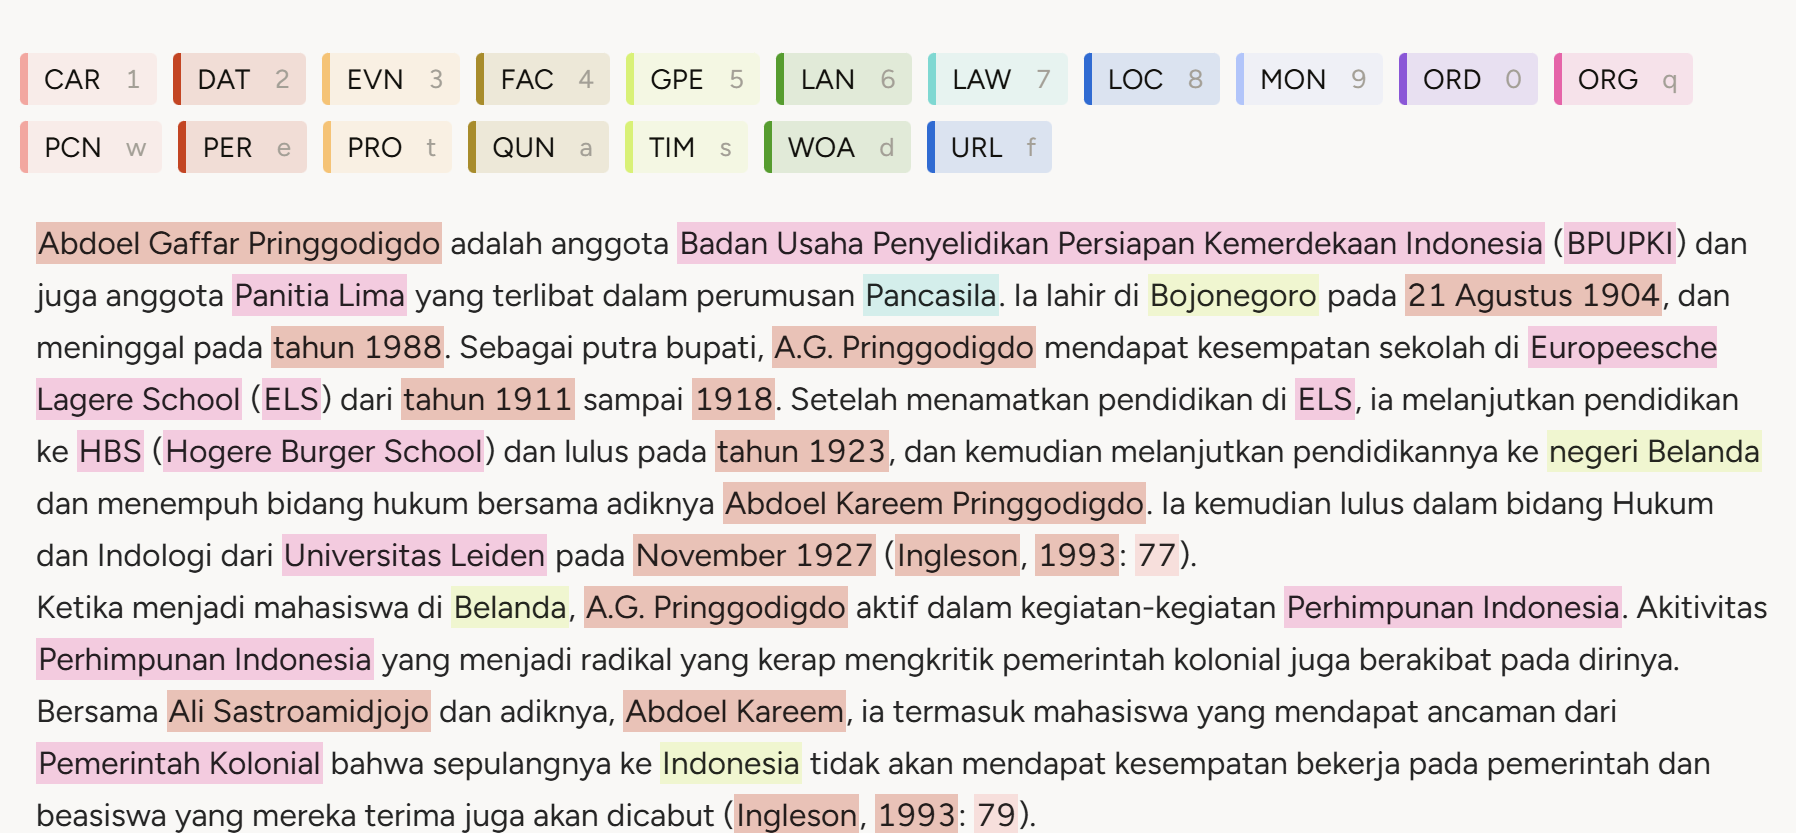 CAR 1 DAT 2 EVN 3 FAC 4 GPE 5 LAN 6 LAW 7 LOC 8 MON 9 ORD 0 ORG q
PCN w PER e PRO t QUN a TIM s WOA d URL f
Abdoel Gaffar Pringgodigdo adalah anggota Badan Usaha Penyelidikan Persiapan Kemerdekaan Indonesia (BPUPKI) dan
juga anggota Panitia Lima yang terlibat dalam perumusan Pancasila. Ia lahir di Bojonegoro pada 21 Agustus 1904, dan
meninggal pada tahun 1988. Sebagai putra bupati, A.G. Pringgodigdo mendapat kesempatan sekolah di Europeesche
Lagere School (ELS) dari tahun 1911 sampai 1918. Setelah menamatkan pendidikan di ELS, ia melanjutkan pendidikan
ke HBS (Hogere Burger School) dan lulus pada tahun 1923, dan kemudian melanjutkan pendidikannya ke negeri Belanda
dan menempuh bidang hukum bersama adiknya Abdoel Kareem Pringgodigdo. Ia kemudian lulus dalam bidang Hukum
dan Indologi dari Universitas Leiden pada November 1927 (Ingleson, 1993: 77).
Ketika menjadi mahasiswa di Belanda, A.G. Pringgodigdo aktif dalam kegiatan-kegiatan Perhimpunan Indonesia. Akitivitas
Perhimpunan Indonesia yang menjadi radikal yang kerap mengkritik pemerintah kolonial juga berakibat pada dirinya.
Bersama Ali Sastroamidjojo dan adiknya, Abdoel Kareem, ia termasuk mahasiswa yang mendapat ancaman dari
Pemerintah Kolonial bahwa sepulangnya ke Indonesia tidak akan mendapat kesempatan bekerja pada pemerintah dan
beasiswa yang mereka terima juga akan dicabut (Ingleson, 1993: 79).